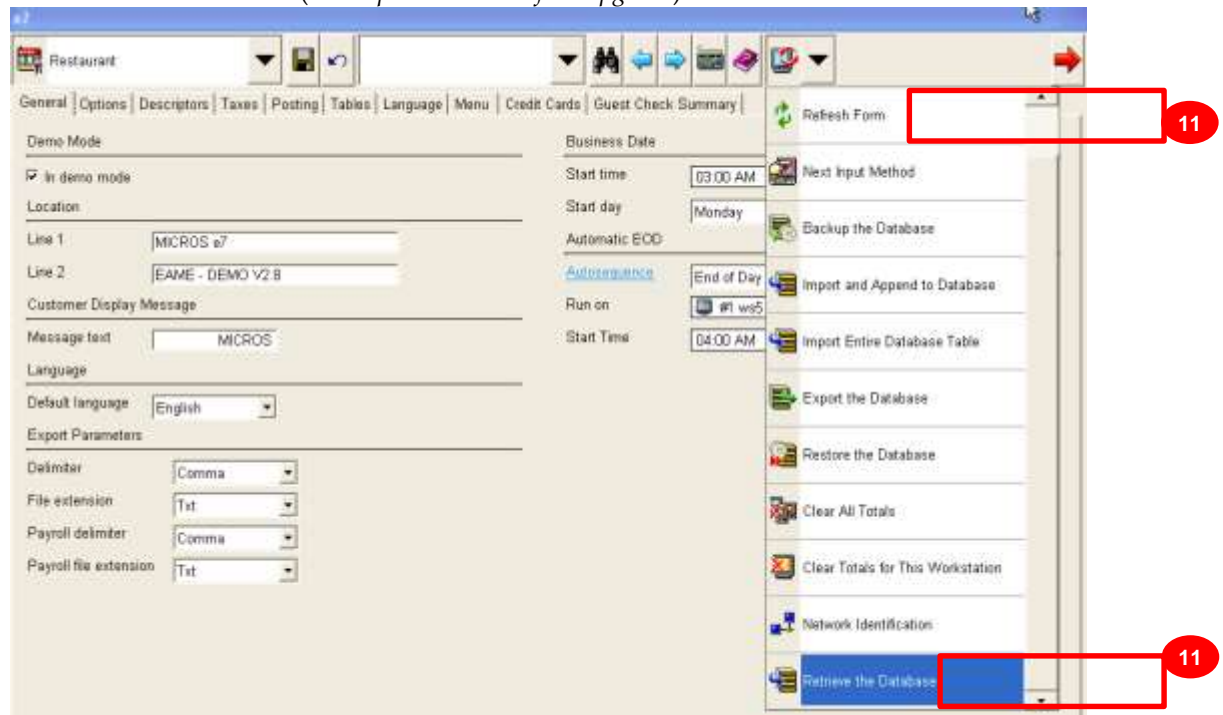 e7
Restaurant
General Options Descriptors Taxes Posting Tables Language Menu Credit Cards Guest Check Summary
Demo Mode
In demo mode
Location
Line 1 MICROS e7
Line 2 EAME - DEMO V2.8
Customer Display Message
Message text MICROS
Language
Default language English
Export Parameters
Delimiter Comma
File extension Txt
Payroll delimiter Comma
Payroll file extension Txt
Business Date
Start time 03:00 AM
Start day Monday
Automatic EOD
Autosequence End of Day
Run on #1 ws5
Start Time 04:00 AM
Refresh Form
11
Next Input Method
Backup the Database
Import and Append to Database
Import Entire Database Table
Export the Database
Restore the Database
Clear All Totals
Clear Totals for This Workstation
Network Identification
Retrieve the Database
11